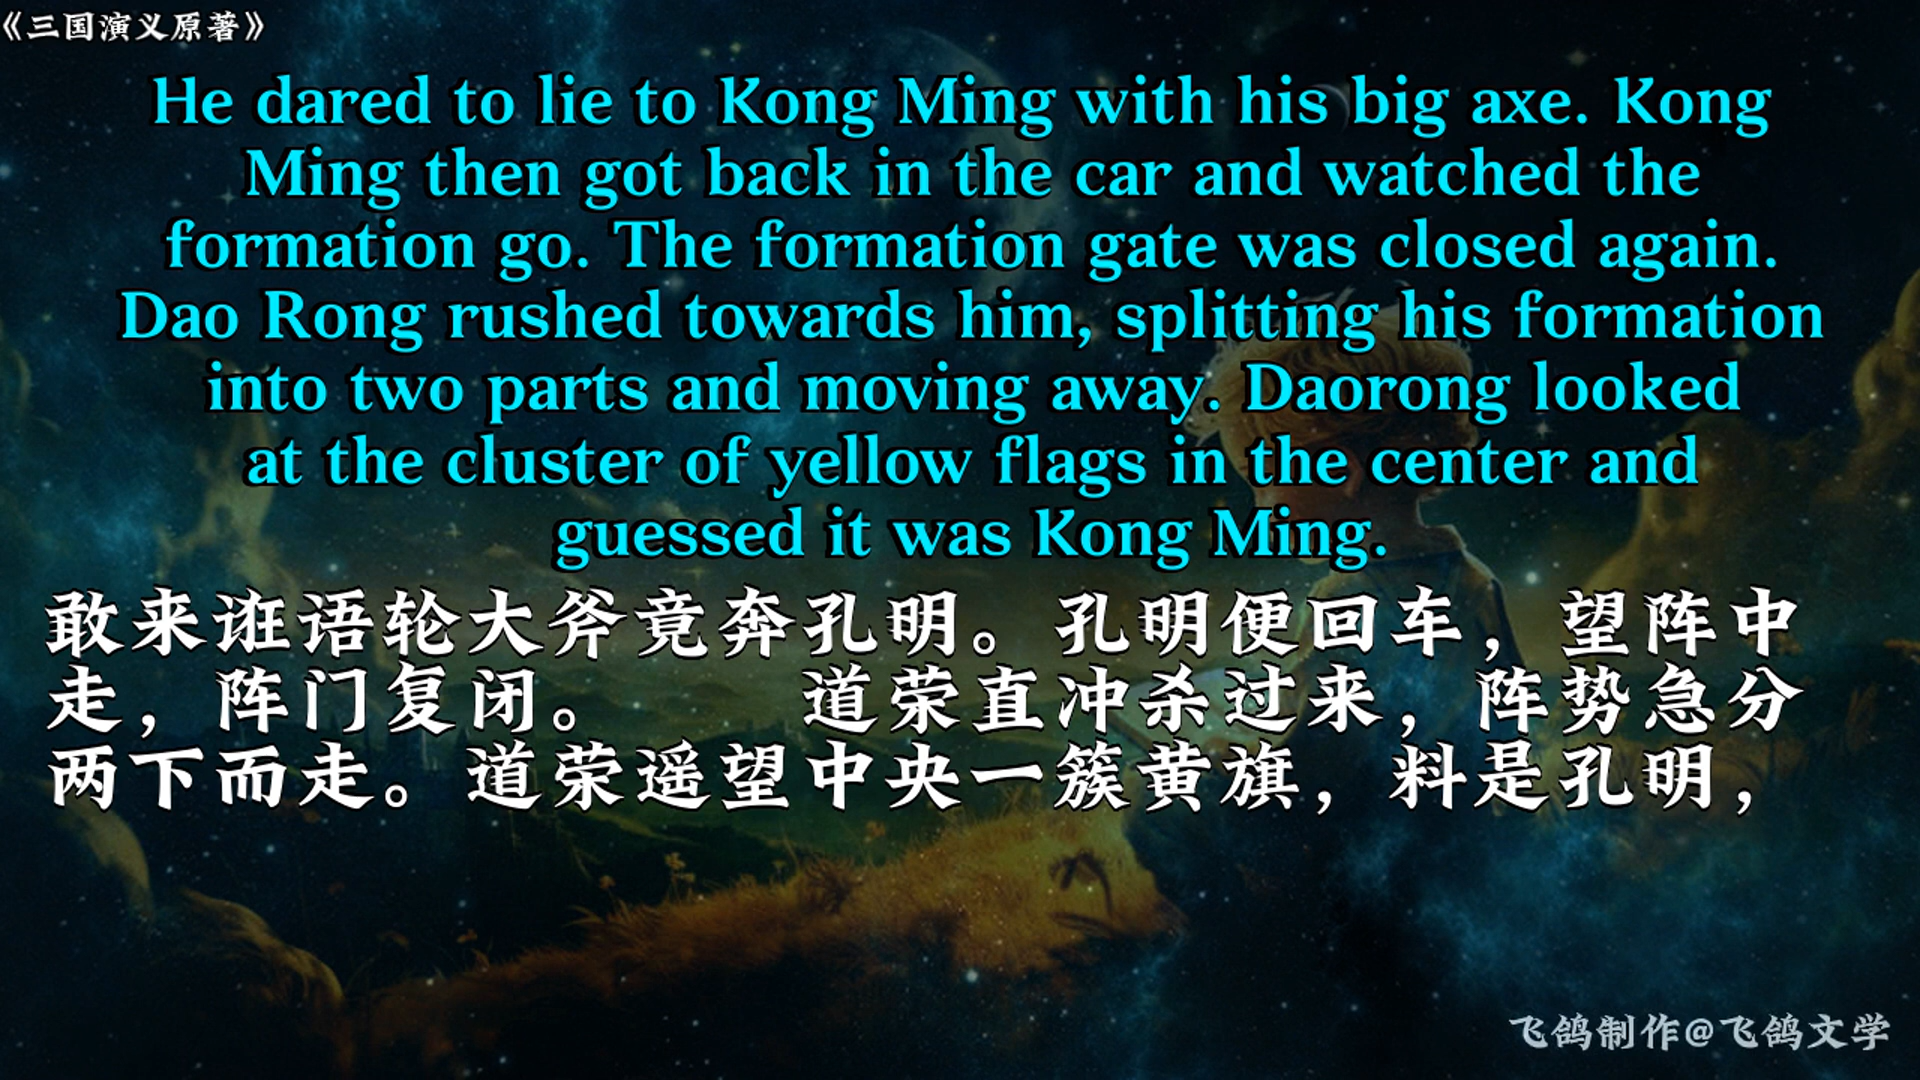 《三国演义原著》
He dared to lie to Kong Ming with his big axe. Kong
Ming then got back in the car and watched the
formation go. The formation gate was closed again.
Dao Rong rushed towards him, splitting his formation
into two parts and moving away. Daorong looked
at the cluster of yellow flags in the center and
guessed it was Kong Ming.
敢来诳语轮大斧竟奔孔明。孔明便回车，望阵中
走，阵门复闭。　　道荣直冲杀过来，阵势急分
两下而走。道荣遥望中央一簇黄旗，料是孔明，
飞鸽制作@飞鸽文学